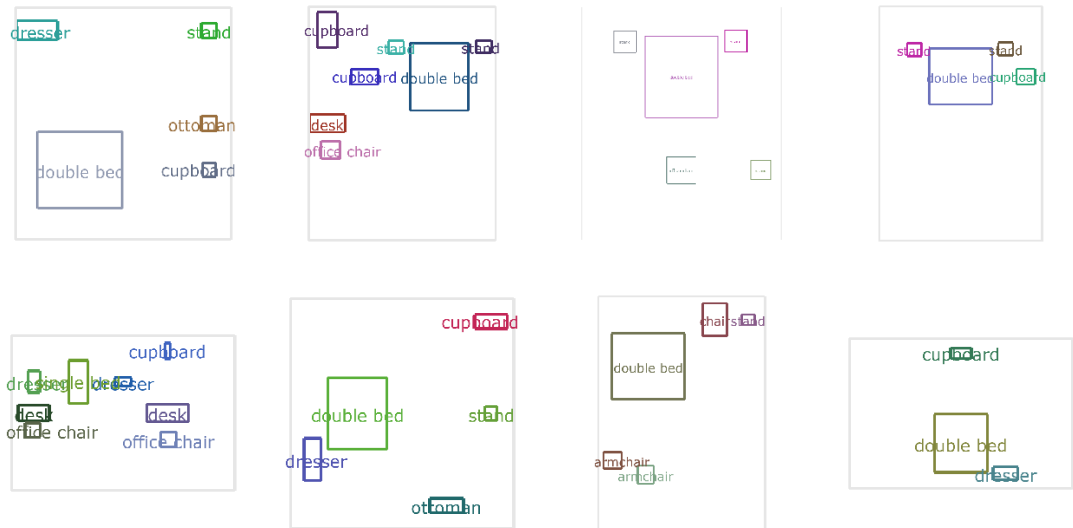 dresser
stand
ottoman
double bed
cupboard
cupboard
stand
stand
cupboard
double bed
desk
office chair
stand
stand
double bed
cupboard
cupboard
dresser
single bed
dresser
desk
desk
office chair
office chair
cupboard
double bed
stand
dresser
ottoman
chair
stand
double bed
armchair
armchair
cupboard
double bed
dresser